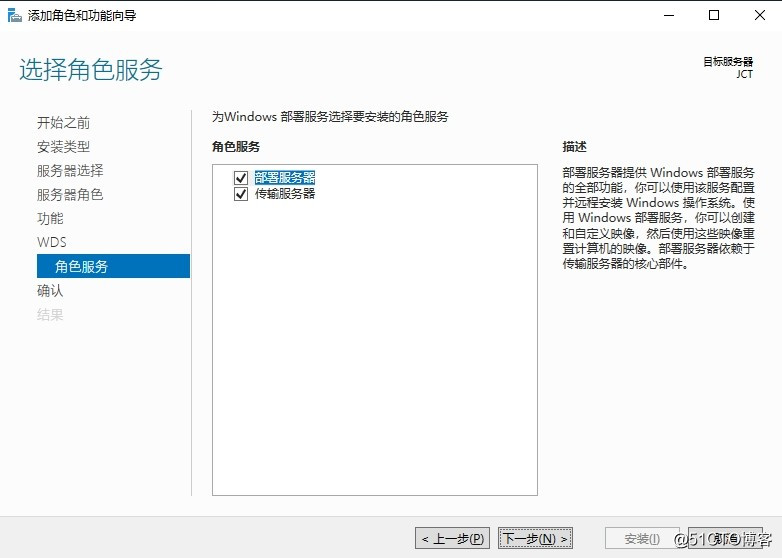 添加角色和功能向导
选择角色服务
目标服务器
JCT
开始之前
安装类型
服务器选择
服务器角色
功能
WDS
角色服务
确认
结果
为Windows 部署服务选择要安装的角色服务
角色服务
部署服务器
传输服务器
描述
部署服务器提供 Windows 部署服务
的全部功能，你可以使用该服务配置
并远程安装 Windows 操作系统。使
用 Windows 部署服务，你可以创建
和自定义映像，然后使用这些映像重
置计算机的映像。部署服务器依赖于
传输服务器的核心部件。
< 上一步(P)
下一步(N) >
安装(I)
取消
@51CTO博客